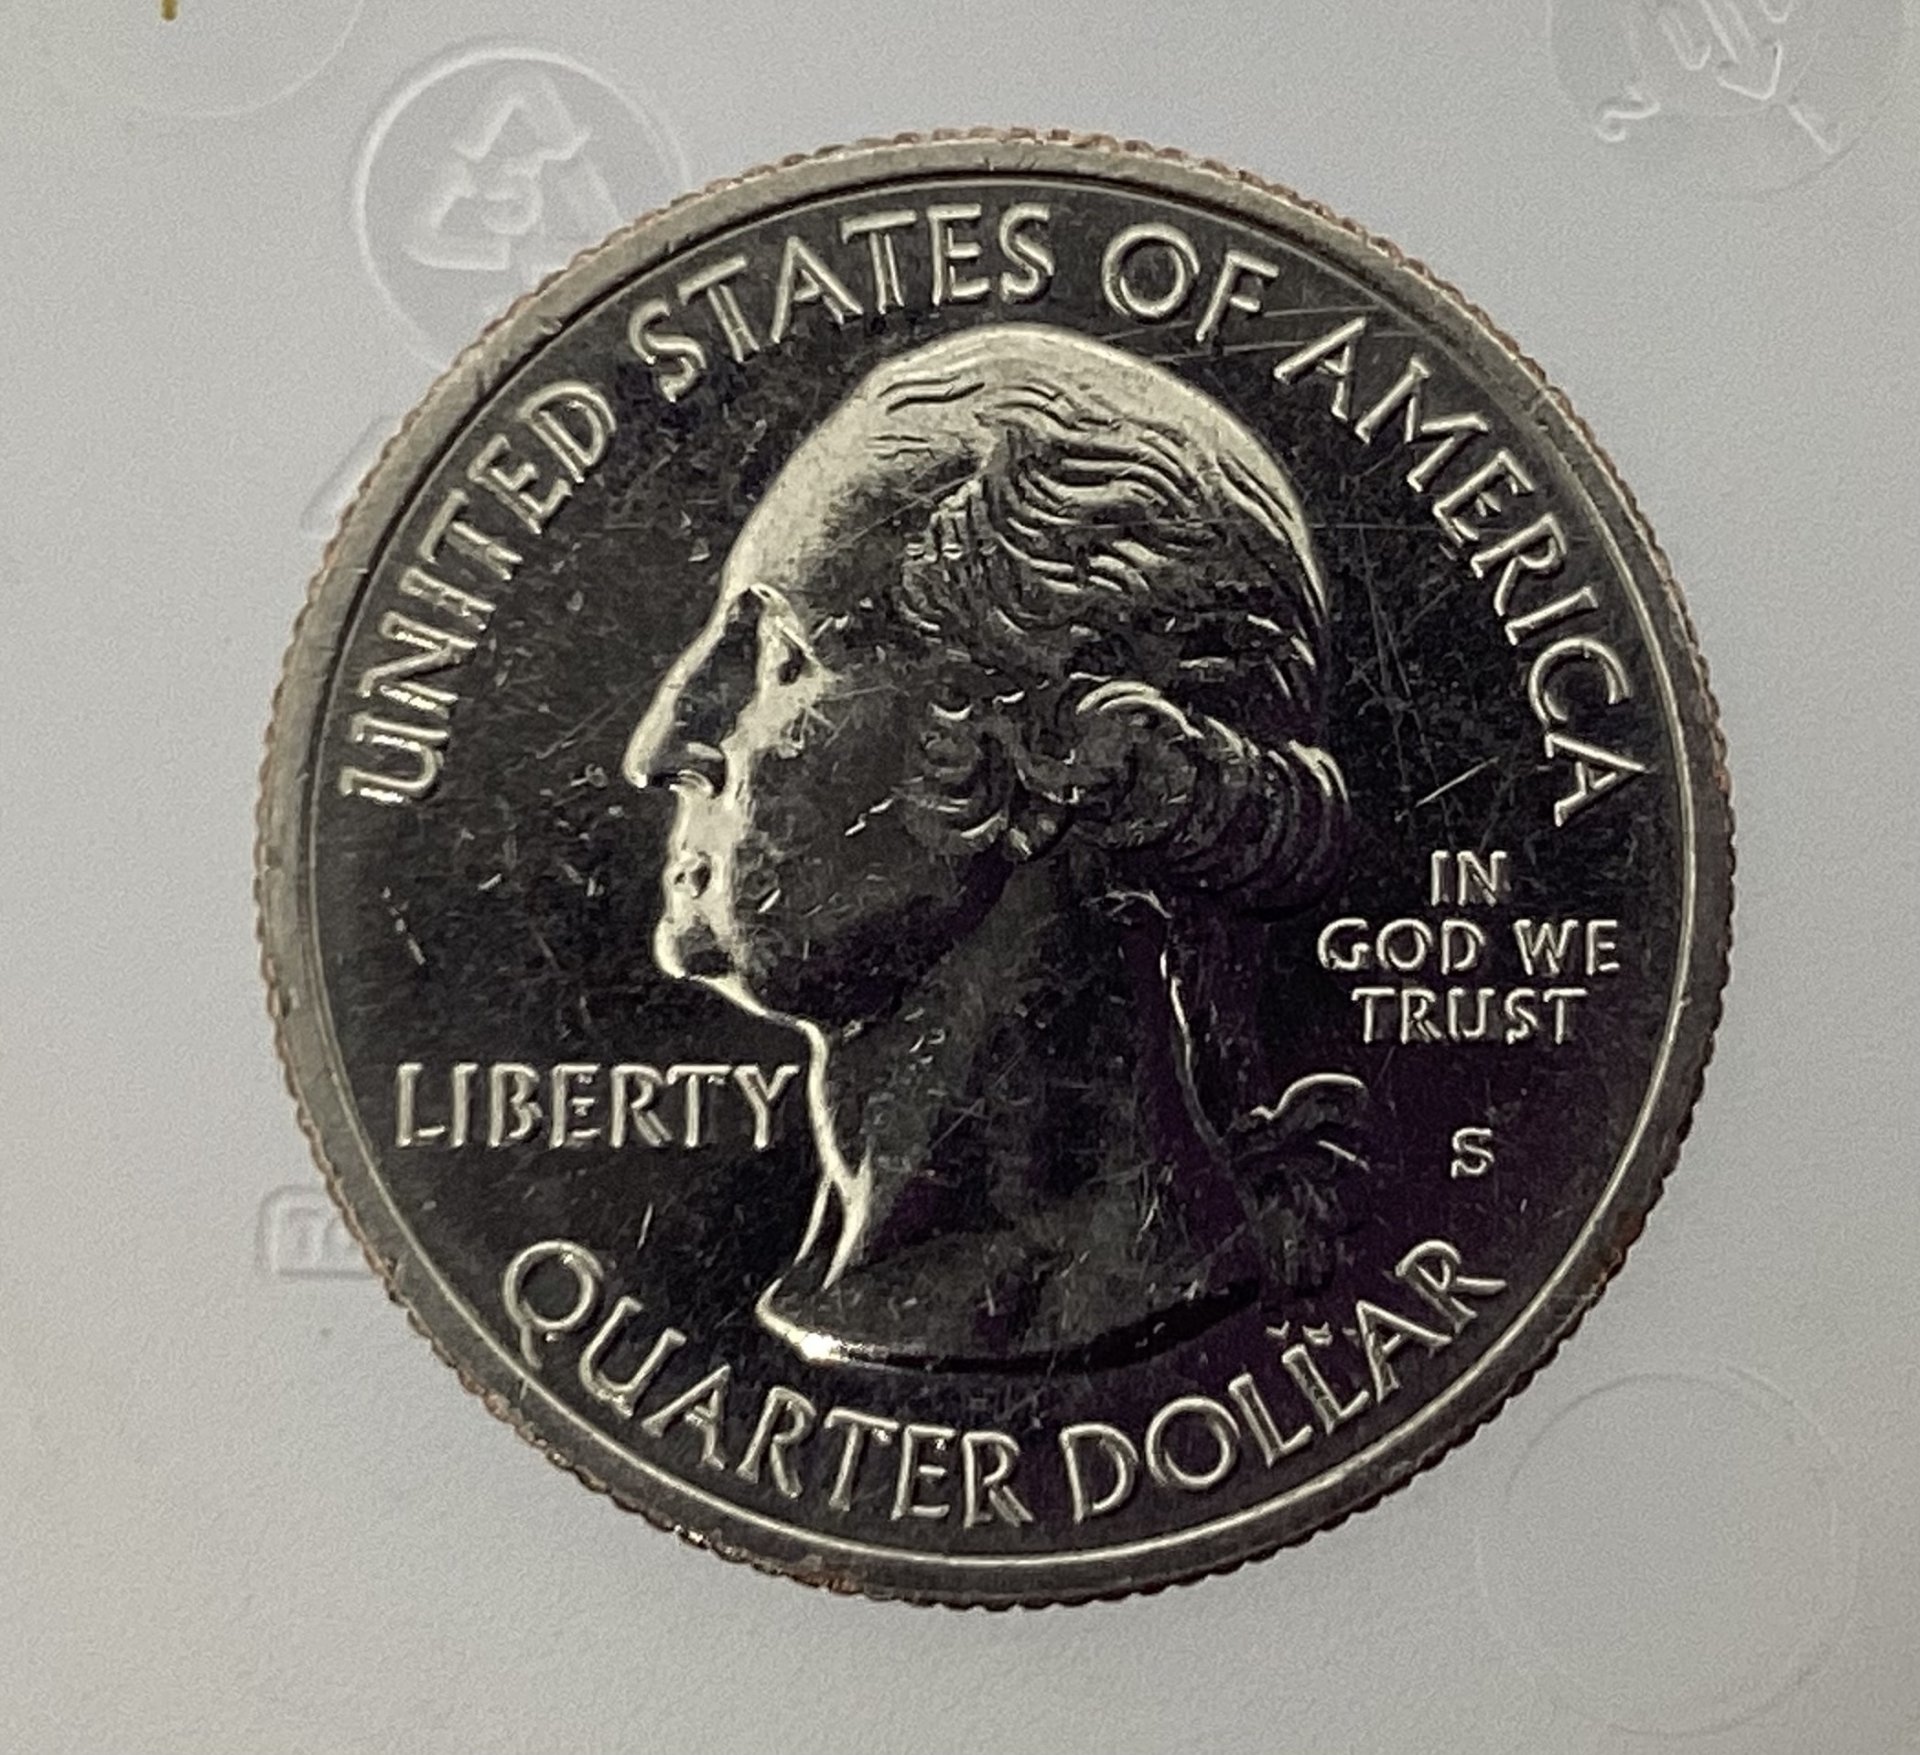 UNITED STATES OF AMERICA
LIBERTY
IN
GOD WE
TRUST
S
QUARTER DOLLAR